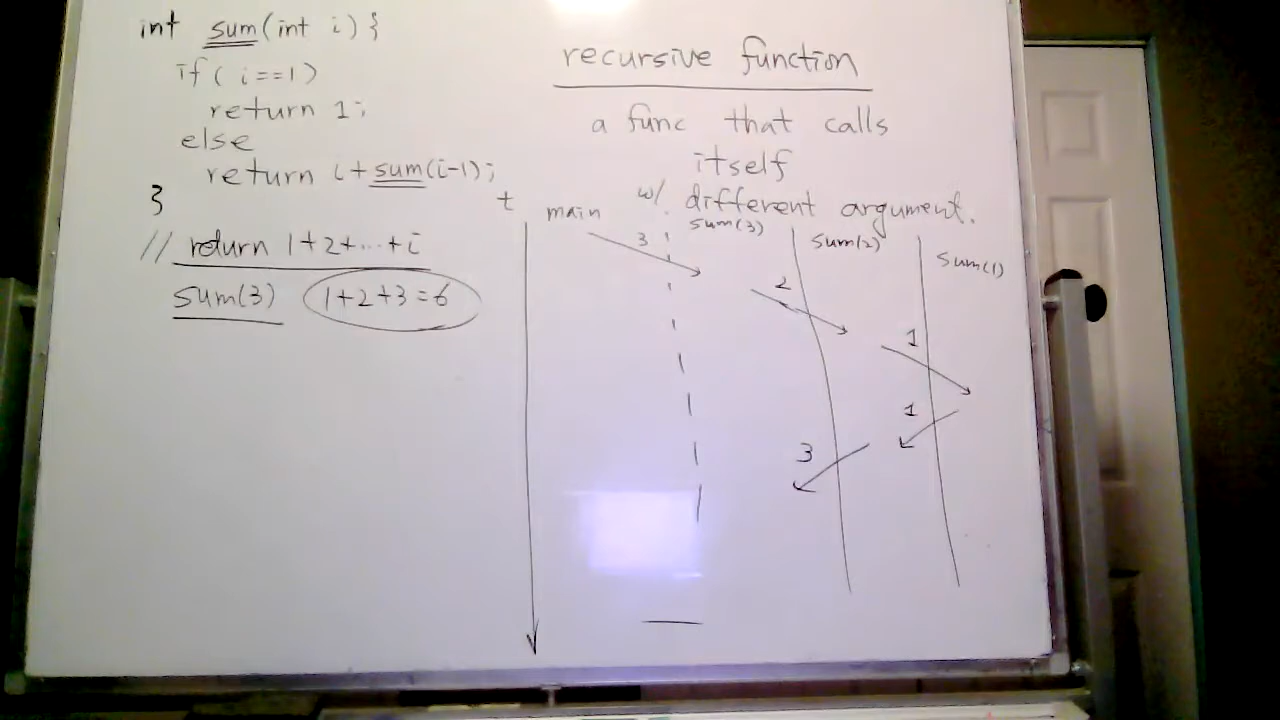 int sum(int i) {
if( i==1)
return 1;
else
return i+sum(i-1);
}
// return 1+2+...+i
sum(3) 1+2+3=6
recursive function
a func that calls
itself
w/. different argument.
t main sum(3) sum(2) sum(1)
3
2
1
1
3